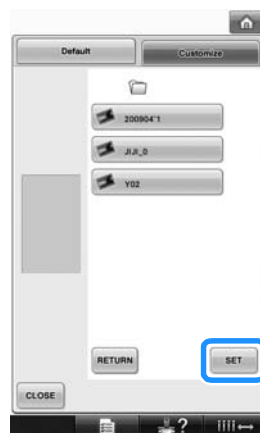 Default Customize
200904~1
JIJI_0
Y02
RETURN SET
CLOSE
?